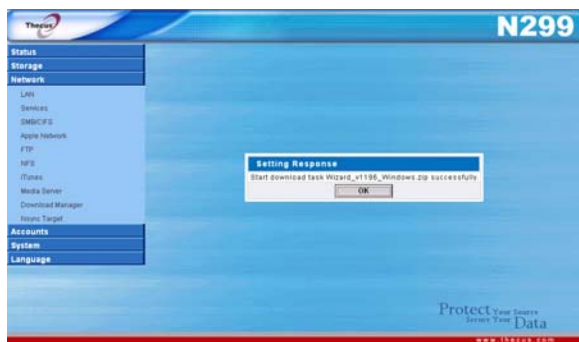 Thecus
N299
Status
Storage
Network
LAN
Services
SMB/CIFS
Apple Network
FTP
NFS
iTunes
Media Server
Download Manager
Nsync Target
Accounts
System
Language
Setting Response
Start download task Wizard_v1186_Windows.zip successfully
OK
Protect Your Source
Secure Your Data
www.thecus.com